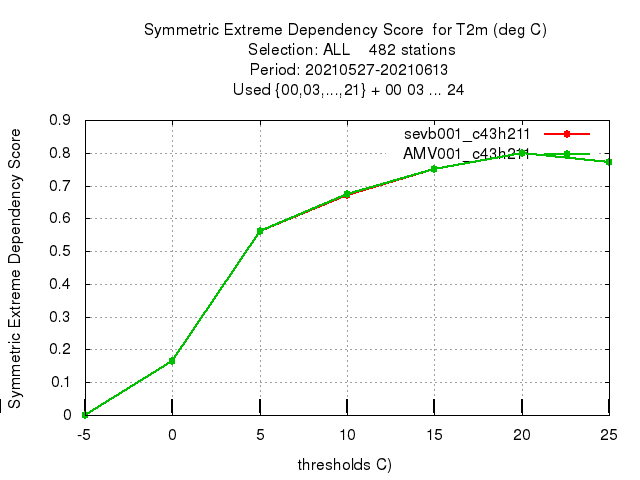 Symmetric Extreme Dependency Score for T2m (deg C)
Selection: ALL 482 stations
Period: 20210527-20210613
Used {00,03,...,21} + 00 03 ... 24
Symmetric Extreme Dependency Score
0.9
0.8
0.7
0.6
0.5
0.4
0.3
0.2
0.1
0
sevb001_c43h211
AMV001_c43h211
-5 0 5 10 15 20 25
thresholds C)